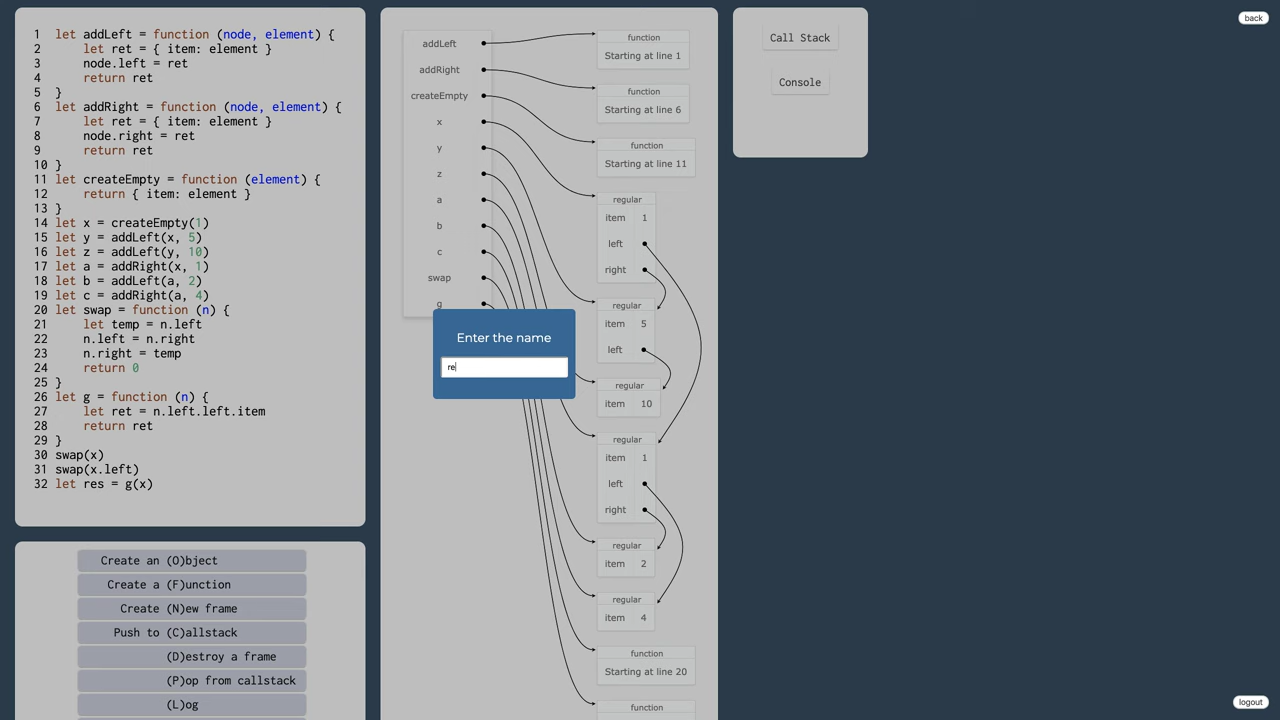 1 let addLeft = function (node, element) {
2 let ret = { item: element }
3 node.left = ret
4 return ret
5 }
6 let addRight = function (node, element) {
7 let ret = { item: element }
8 node.right = ret
9 return ret
10 }
11 let createEmpty = function (element) {
12 return { item: element }
13 }
14 let x = createEmpty(1)
15 let y = addLeft(x, 5)
16 let z = addLeft(y, 10)
17 let a = addRight(x, 1)
18 let b = addLeft(a, 2)
19 let c = addRight(a, 4)
20 let swap = function (n) {
21 let temp = n.left
22 n.left = n.right
23 n.right = temp
24 return 0
25 }
26 let g = function (n) {
27 let ret = n.left.left.item
28 return ret
29 }
30 swap(x)
31 swap(x.left)
32 let res = g(x)
Create an (O)bject
Create a (F)unction
Create (N)ew frame
Push to (C)allstack
(D)estroy a frame
(P)op from callstack
(L)og
addLeft
addRight
createEmpty
x
y
z
a
b
c
swap
g
Enter the name
re
function
Starting at line 1
function
Starting at line 6
function
Starting at line 11
regular
item 1
left
right
regular
item 5
left
regular
item 10
regular
item 1
left
right
regular
item 2
regular
item 4
function
Starting at line 20
function
Call Stack
Console
back
logout